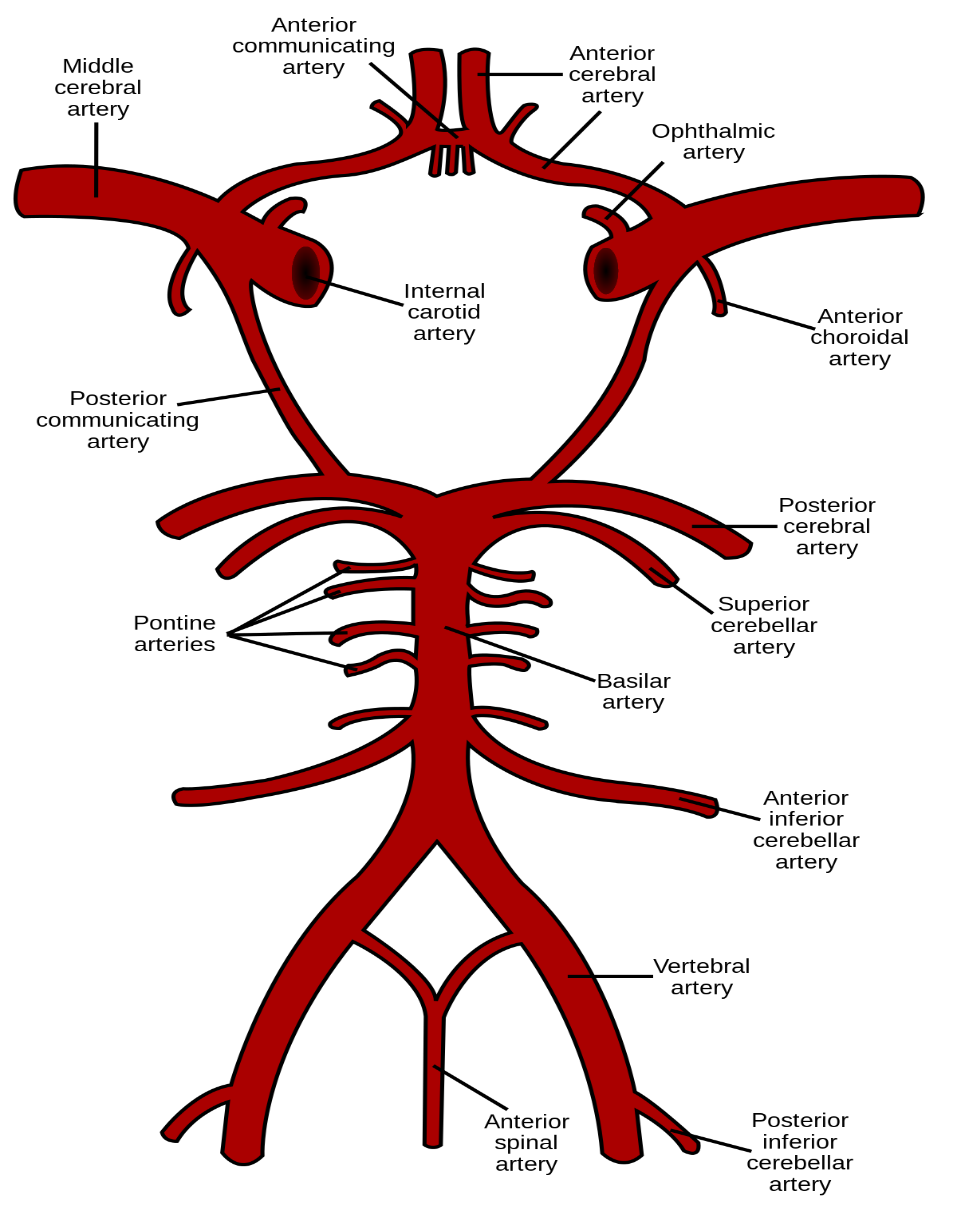 Anterior
communicating
artery
Middle
cerebral
artery
Anterior
cerebral
artery
Ophthalmic
artery
Internal
carotid
artery
Anterior
choroidal
artery
Posterior
communicating
artery
Posterior
cerebral
artery
Superior
cerebellar
artery
Pontine
arteries
Basilar
artery
Anterior
inferior
cerebellar
artery
Vertebral
artery
Anterior
spinal
artery
Posterior
inferior
cerebellar
artery